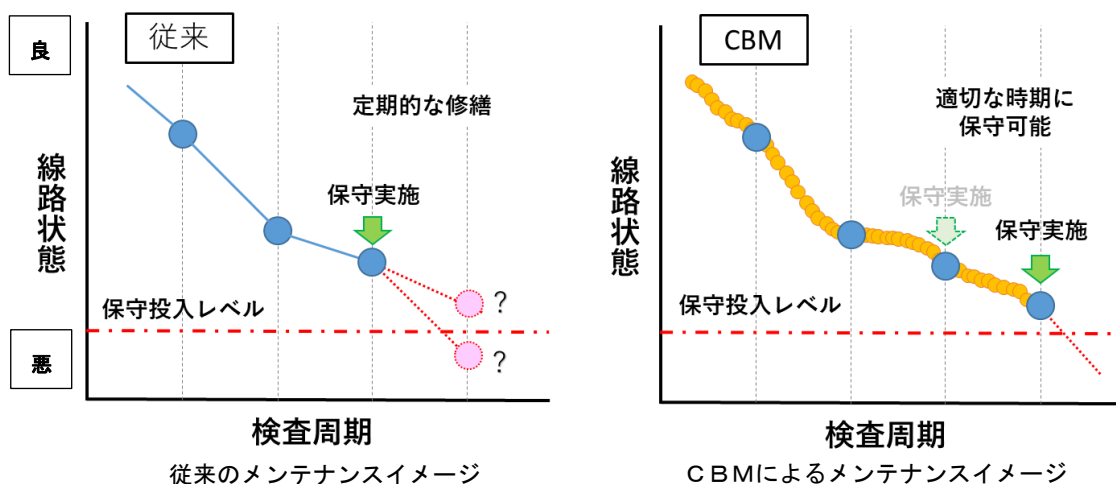 良
従来
定期的な修繕
線路状態
保守実施
保守投入レベル
?
?
悪
検査周期
従来のメンテナンスイメージ
CBM
適切な時期に
保守可能
線路状態
保守実施
保守実施
保守投入レベル
検査周期
CBMによるメンテナンスイメージ